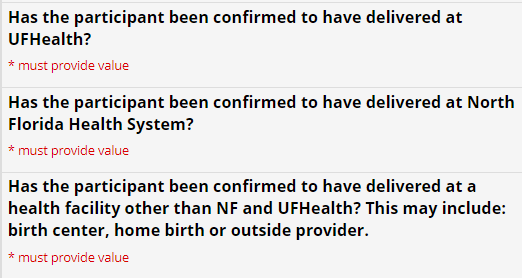 Has the participant been confirmed to have delivered at
UFHealth?
* must provide value
Has the participant been confirmed to have delivered at North
Florida Health System?
* must provide value
Has the participant been confirmed to have delivered at a
health facility other than NF and UFHealth? This may include:
birth center, home birth or outside provider.
* must provide value